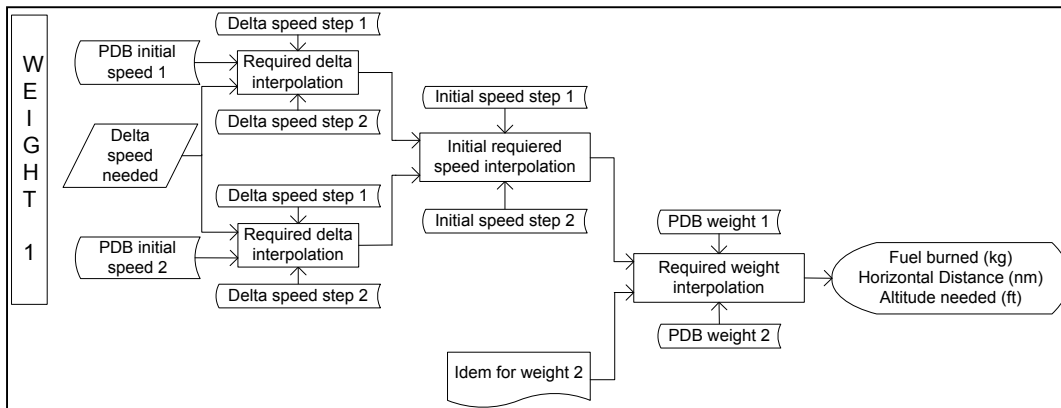 WEIGHT 1
Delta speed step 1
PDB initial
speed 1
Required delta
interpolation
Delta speed step 2
Delta
speed
needed
Delta speed step 1
PDB initial
speed 2
Required delta
interpolation
Delta speed step 2
Initial speed step 1
Initial requiered
speed interpolation
Initial speed step 2
PDB weight 1
Required weight
interpolation
PDB weight 2
Idem for weight 2
Fuel burned (kg)
Horizontal Distance (nm)
Altitude needed (ft)